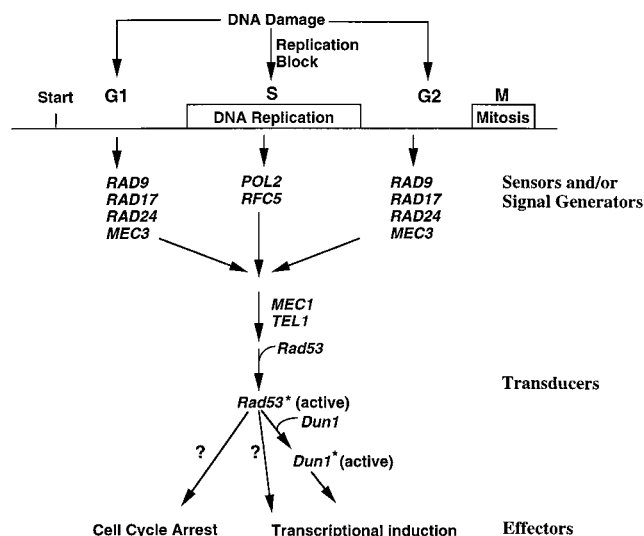 DNA Damage
Replication
Block
Start
G1
S
G2
M
DNA Replication
Mitosis
RAD9
RAD17
RAD24
MEC3
POL2
RFC5
RAD9
RAD17
RAD24
MEC3
Sensors and/or
Signal Generators
MEC1
TEL1
Rad53
Rad53* (active)
Transducers
Dun1
?
?
Dun1* (active)
Cell Cycle Arrest
Transcriptional induction
Effectors